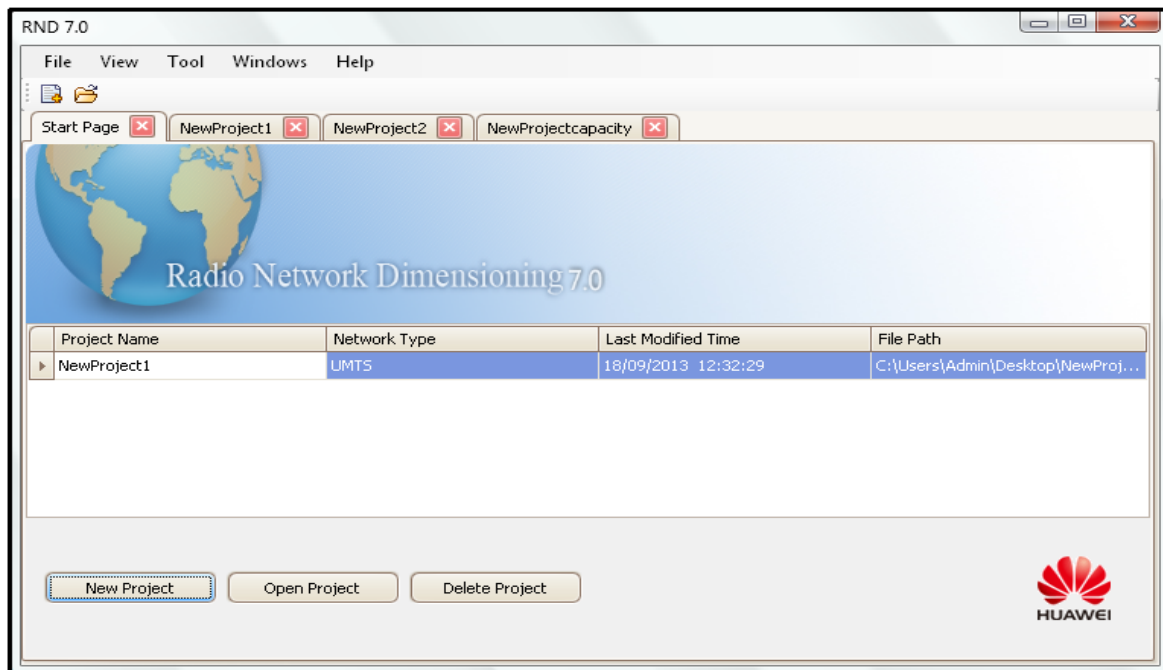 RND 7.0
File View Tool Windows Help
Start Page NewProject1 NewProject2 NewProjectcapacity
Radio Network Dimensioning 7.0
Project Name Network Type Last Modified Time File Path
NewProject1 UMTS 18/09/2013 12:32:29 C:\Users\Admin\Desktop\NewProj...
New Project Open Project Delete Project
HUAWEI